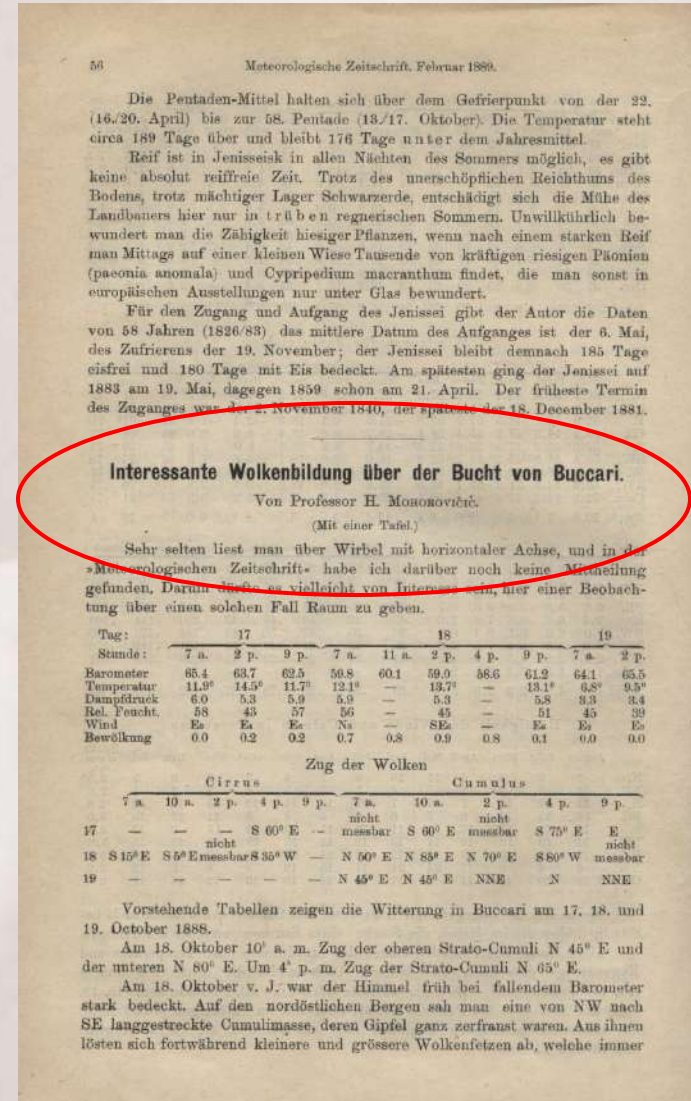 56
Meteorologische Zeitschrift. Februar 1889.
Die Pentaden-Mittel halten sich über dem Gefrierpunkt von der 22.
(16./20. April) bis zur 58. Pentade (13./17. Oktober). Die Temperatur steht
circa 189 Tage über und bleibt 176 Tage unter dem Jahresmittel.
Reif ist in Jenisseisk in allen Nächten des Sommers möglich, es gibt
keine absolut reiffreie Zeit. Trotz des unerschöpflichen Reichthums des
Bodens, trotz mächtiger Lager Schwarzerde, entschädigt sich die Mühe des
Landbauers hier nur in trüben regnerischen Sommern. Unwillkührlich be-
wundert man die Zähigkeit hiesiger Pflanzen, wenn nach einem starken Reif
man Mittags auf einer kleinen Wiese Tausende von kräftigen riesigen Päonien
(paeonia anomala) und Cypripedium macranthum findet, die man sonst in
europäischen Ausstellungen nur unter Glas bewundert.
Für den Zugang und Aufgang des Jenissei gibt der Autor die Daten
von 58 Jahren (1826/83) das mittlere Datum des Aufganges ist der 6. Mai,
des Zufrierens der 19. November; der Jenissei bleibt demnach 185 Tage
eisfrei und 180 Tage mit Eis bedeckt. Am spätesten ging der Jenissei auf
1883 am 19. Mai, dagegen 1859 schon am 21. April. Der früheste Termin
des Zuganges war der 2. November 1840, der späteste der 18. December 1881.
Interessante Wolkenbildung über der Bucht von Buccari.
Von Professor H. Mohorovičić.
(Mit einer Tafel.)
Sehr selten liest man über Wirbel mit horizontaler Achse, und in der
»Meteorologischen Zeitschrift« habe ich darüber noch keine Mittheilung
gefunden. Darum dürfte es vielleicht von Interesse sein, hier einer Beobach-
tung über einen solchen Fall Raum zu geben.
Tag: 17 18 19
Stunde: 7 a. 2 p. 9 p. 7 a. 11 a. 2 p. 4 p. 9 p. 7 a. 2 p.
Barometer 65.4 63.7 62.5 59.8 60.1 59.0 58.6 61.2 64.1 65.5
Temperatur 11.9° 14.5° 11.7° 12.1° — 13.7° — 13.1° 6.8° 9.5°
Dampfdruck 6.0 5.3 5.9 5.9 — 5.3 — 5.8 3.3 3.4
Rel. Feucht. 58 43 57 56 — 45 — 51 45 39
Wind
Bewölkung 0.0 0.2 0.2 0.7 0.8 0.9 0.8 0.1 0.0 0.0
Zug der Wolken
Cirrus Cumulus
7 a. 10 a. 2 p. 4 p. 9 p. 7 a. 10 a. 2 p. 4 p. 9 p.
nicht nicht
17 — — — S 60° E — messbar S 60° E messbar S 75° E E
nicht nicht
18 S 15° E S 5° E messbar S 35° W — N 50° E N 85° E N 70° E S 80° W messbar
19 — — — — — N 45° E N 45° E NNE N NNE
Vorstehende Tabellen zeigen die Witterung in Buccari am 17. 18. und
19. October 1888.
Am 18. Oktober 10ʰ a. m. Zug der oberen Strato-Cumuli N 45° E und
der unteren N 80° E. Um 4ʰ p. m. Zug der Strato-Cumuli N 65° E.
Am 18. Oktober v. J. war der Himmel früh bei fallendem Barometer
stark bedeckt. Auf den nordöstlichen Bergen sah man eine von NW nach
SE langgestreckte Cumulimasse, deren Gipfel ganz zerfranst waren. Aus ihnen
lösten sich fortwährend kleinere und grössere Wolkenfetzen ab, welche immer